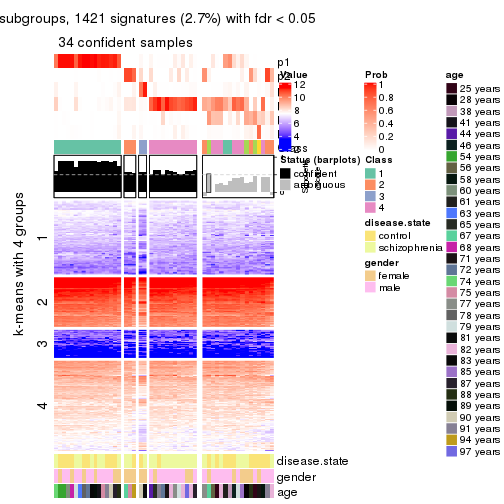 subgroups, 1421 signatures (2.7%) with fdr < 0.05
34 confident samples
p1
p2
Value
12
10
8
6
4
2
0
Prob
1
0.8
0.6
0.4
0.2
0
Status (barplots)
confident
ambiguous
Class
1
2
3
4
disease.state
control
schizophrenia
gender
female
male
age
25 years
28 years
38 years
41 years
44 years
46 years
54 years
56 years
58 years
60 years
61 years
63 years
65 years
67 years
68 years
71 years
72 years
74 years
75 years
77 years
78 years
79 years
81 years
82 years
83 years
85 years
87 years
88 years
89 years
90 years
91 years
94 years
97 years
k-means with 4 groups
1
2
3
4
disease.state
gender
age